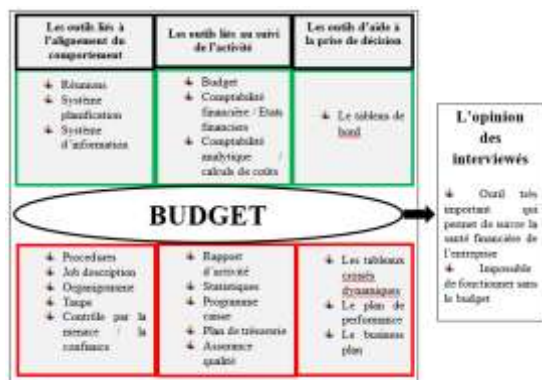 Les outils liés à
l'alignement du
comportement
Les outils liés au suivi
de l'activité
Les outils d'aide à
la prise de décision
Réunions
Système
planification
Système
d'information
Budget
Comptabilité
financière / Etats
financiers
Comptabilité
analytique /
calculs de coûts
Le tableau de
bord
BUDGET
L'opinion
des
interviewés
Outil très
important qui
permet de suivre la
santé financière de
l'entreprise
Impossible
de fonctionner sans
le budget
Procedures
Job description
Organigramme
Contrôle par la
menace / la
confiance
Rapport
d'activité
Statistiques
Programme
Plan de trésorerie
Assurance
qualité
Les tableaux
croisés
dynamiques
Le plan de
performance
Le business
plan